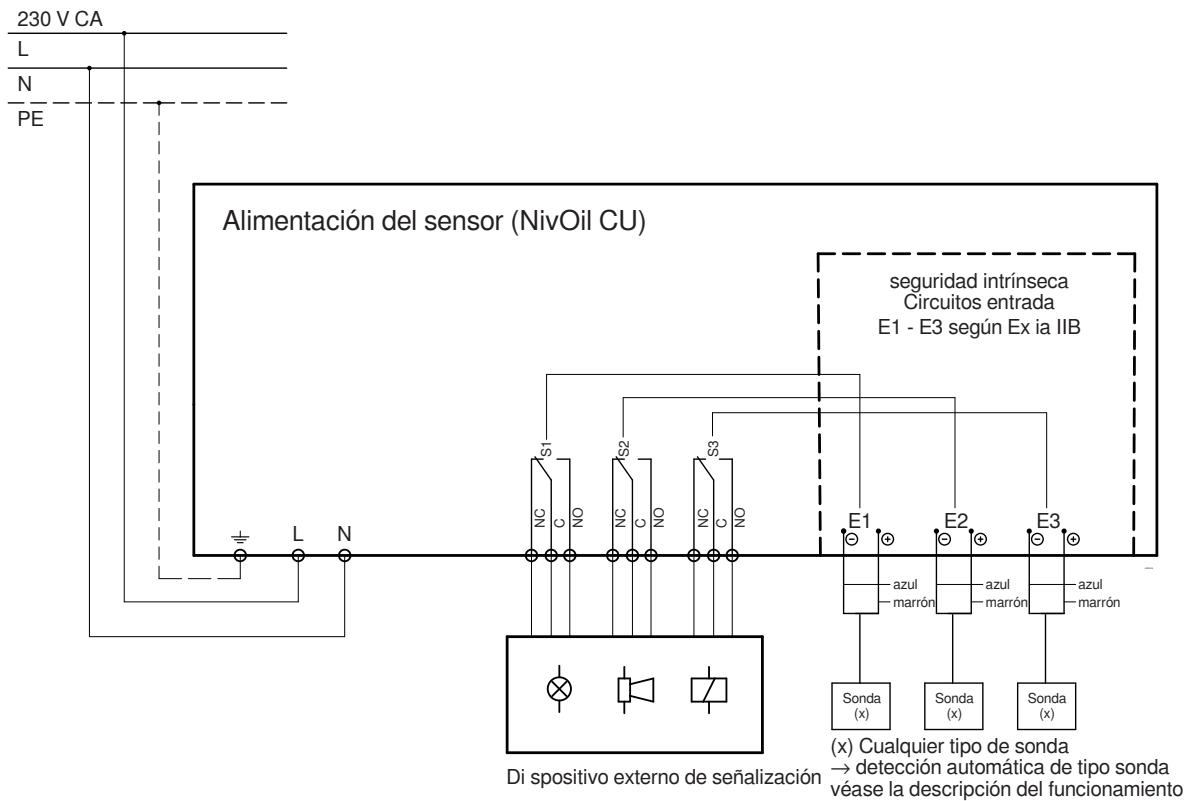 230 V CA
L
N
PE
Alimentación del sensor (NivOil CU)
seguridad intrínseca
Circuitos entrada
E1 - E3 según Ex ia IIB
S1
S2
S3
NC
C
NO
NC
C
NO
NC
C
NO
E1
E2
E3
L
N
azul
marrón
azul
marrón
azul
marrón
Sonda
(x)
Sonda
(x)
Sonda
(x)
Di spositivo externo de señalización
(x) Cualquier tipo de sonda
→ detección automática de tipo sonda
véase la descripción del funcionamiento